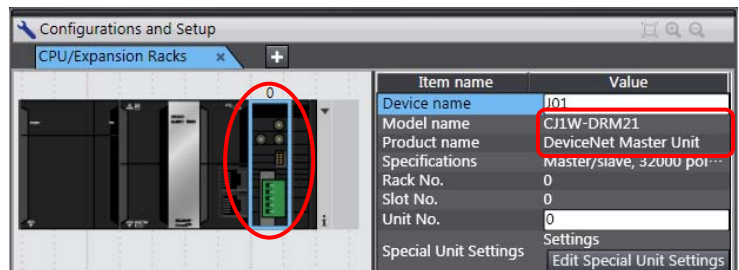 Configurations and Setup
CPU/Expansion Racks × +
0
i
Item name Value
Device name J01
Model name CJ1W-DRM21
Product name DeviceNet Master Unit
Specifications Master/slave, 32000 poi...
Rack No. 0
Slot No. 0
Unit No. 0
Special Unit Settings Settings
Edit Special Unit Settings